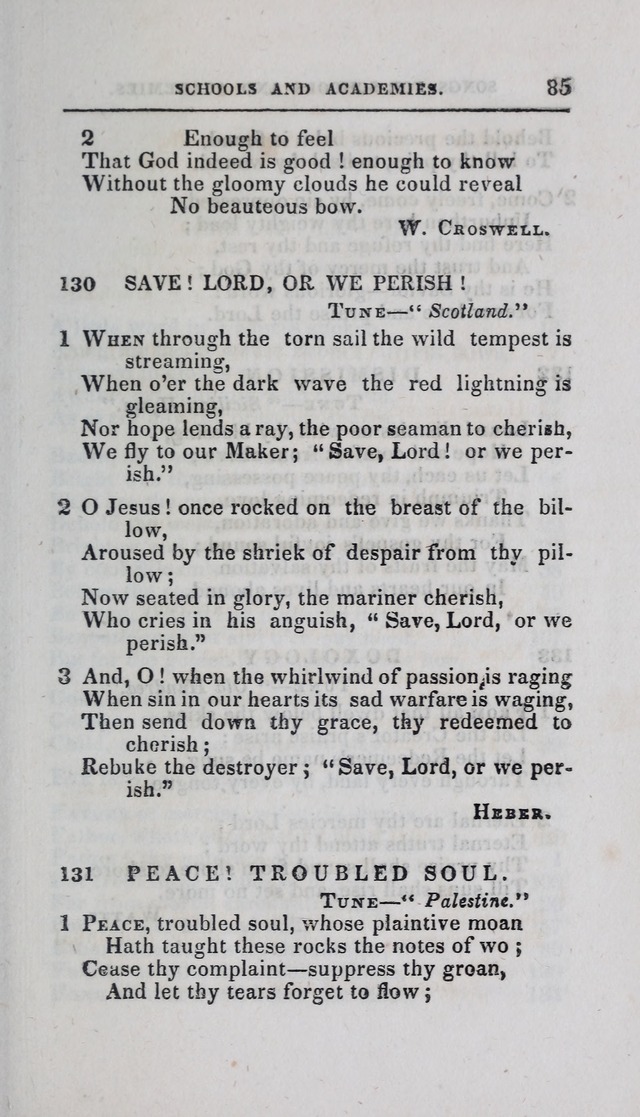 SCHOOLS AND ACADEMIES. 85
2 Enough to feel
That God indeed is good ! enough to know
Without the gloomy clouds he could reveal
No beauteous bow.
W. CROSWELL.
130 SAVE! LORD, OR WE PERISH !
TUNE—“ Scotland.”
1 WHEN through the torn sail the wild tempest is
streaming,
When o’er the dark wave the red lightning is
gleaming,
Nor hope lends a ray, the poor seaman to cherish,
We fly to our Maker; “ Save, Lord ! or we per-
ish.”
2 O Jesus ! once rocked on the breast of the bil-
low,
Aroused by the shriek of despair from thy pil-
low ;
Now seated in glory, the mariner cherish,
Who cries in his anguish, “ Save, Lord, or we
perish.”
3 And, O ! when the whirlwind of passion is raging
When sin in our hearts its sad warfare is waging,
Then send down thy grace, thy redeemed to
cherish ;
Rebuke the destroyer ; “Save, Lord, or we per-
ish.”
HEBER.
131 PEACE! TROUBLED SOUL.
TUNE—“ Palestine.”
1 PEACE, troubled soul, whose plaintive moan
Hath taught these rocks the notes of wo ;
Cease thy complaint—suppress thy groan,
And let thy tears forget to flow ;